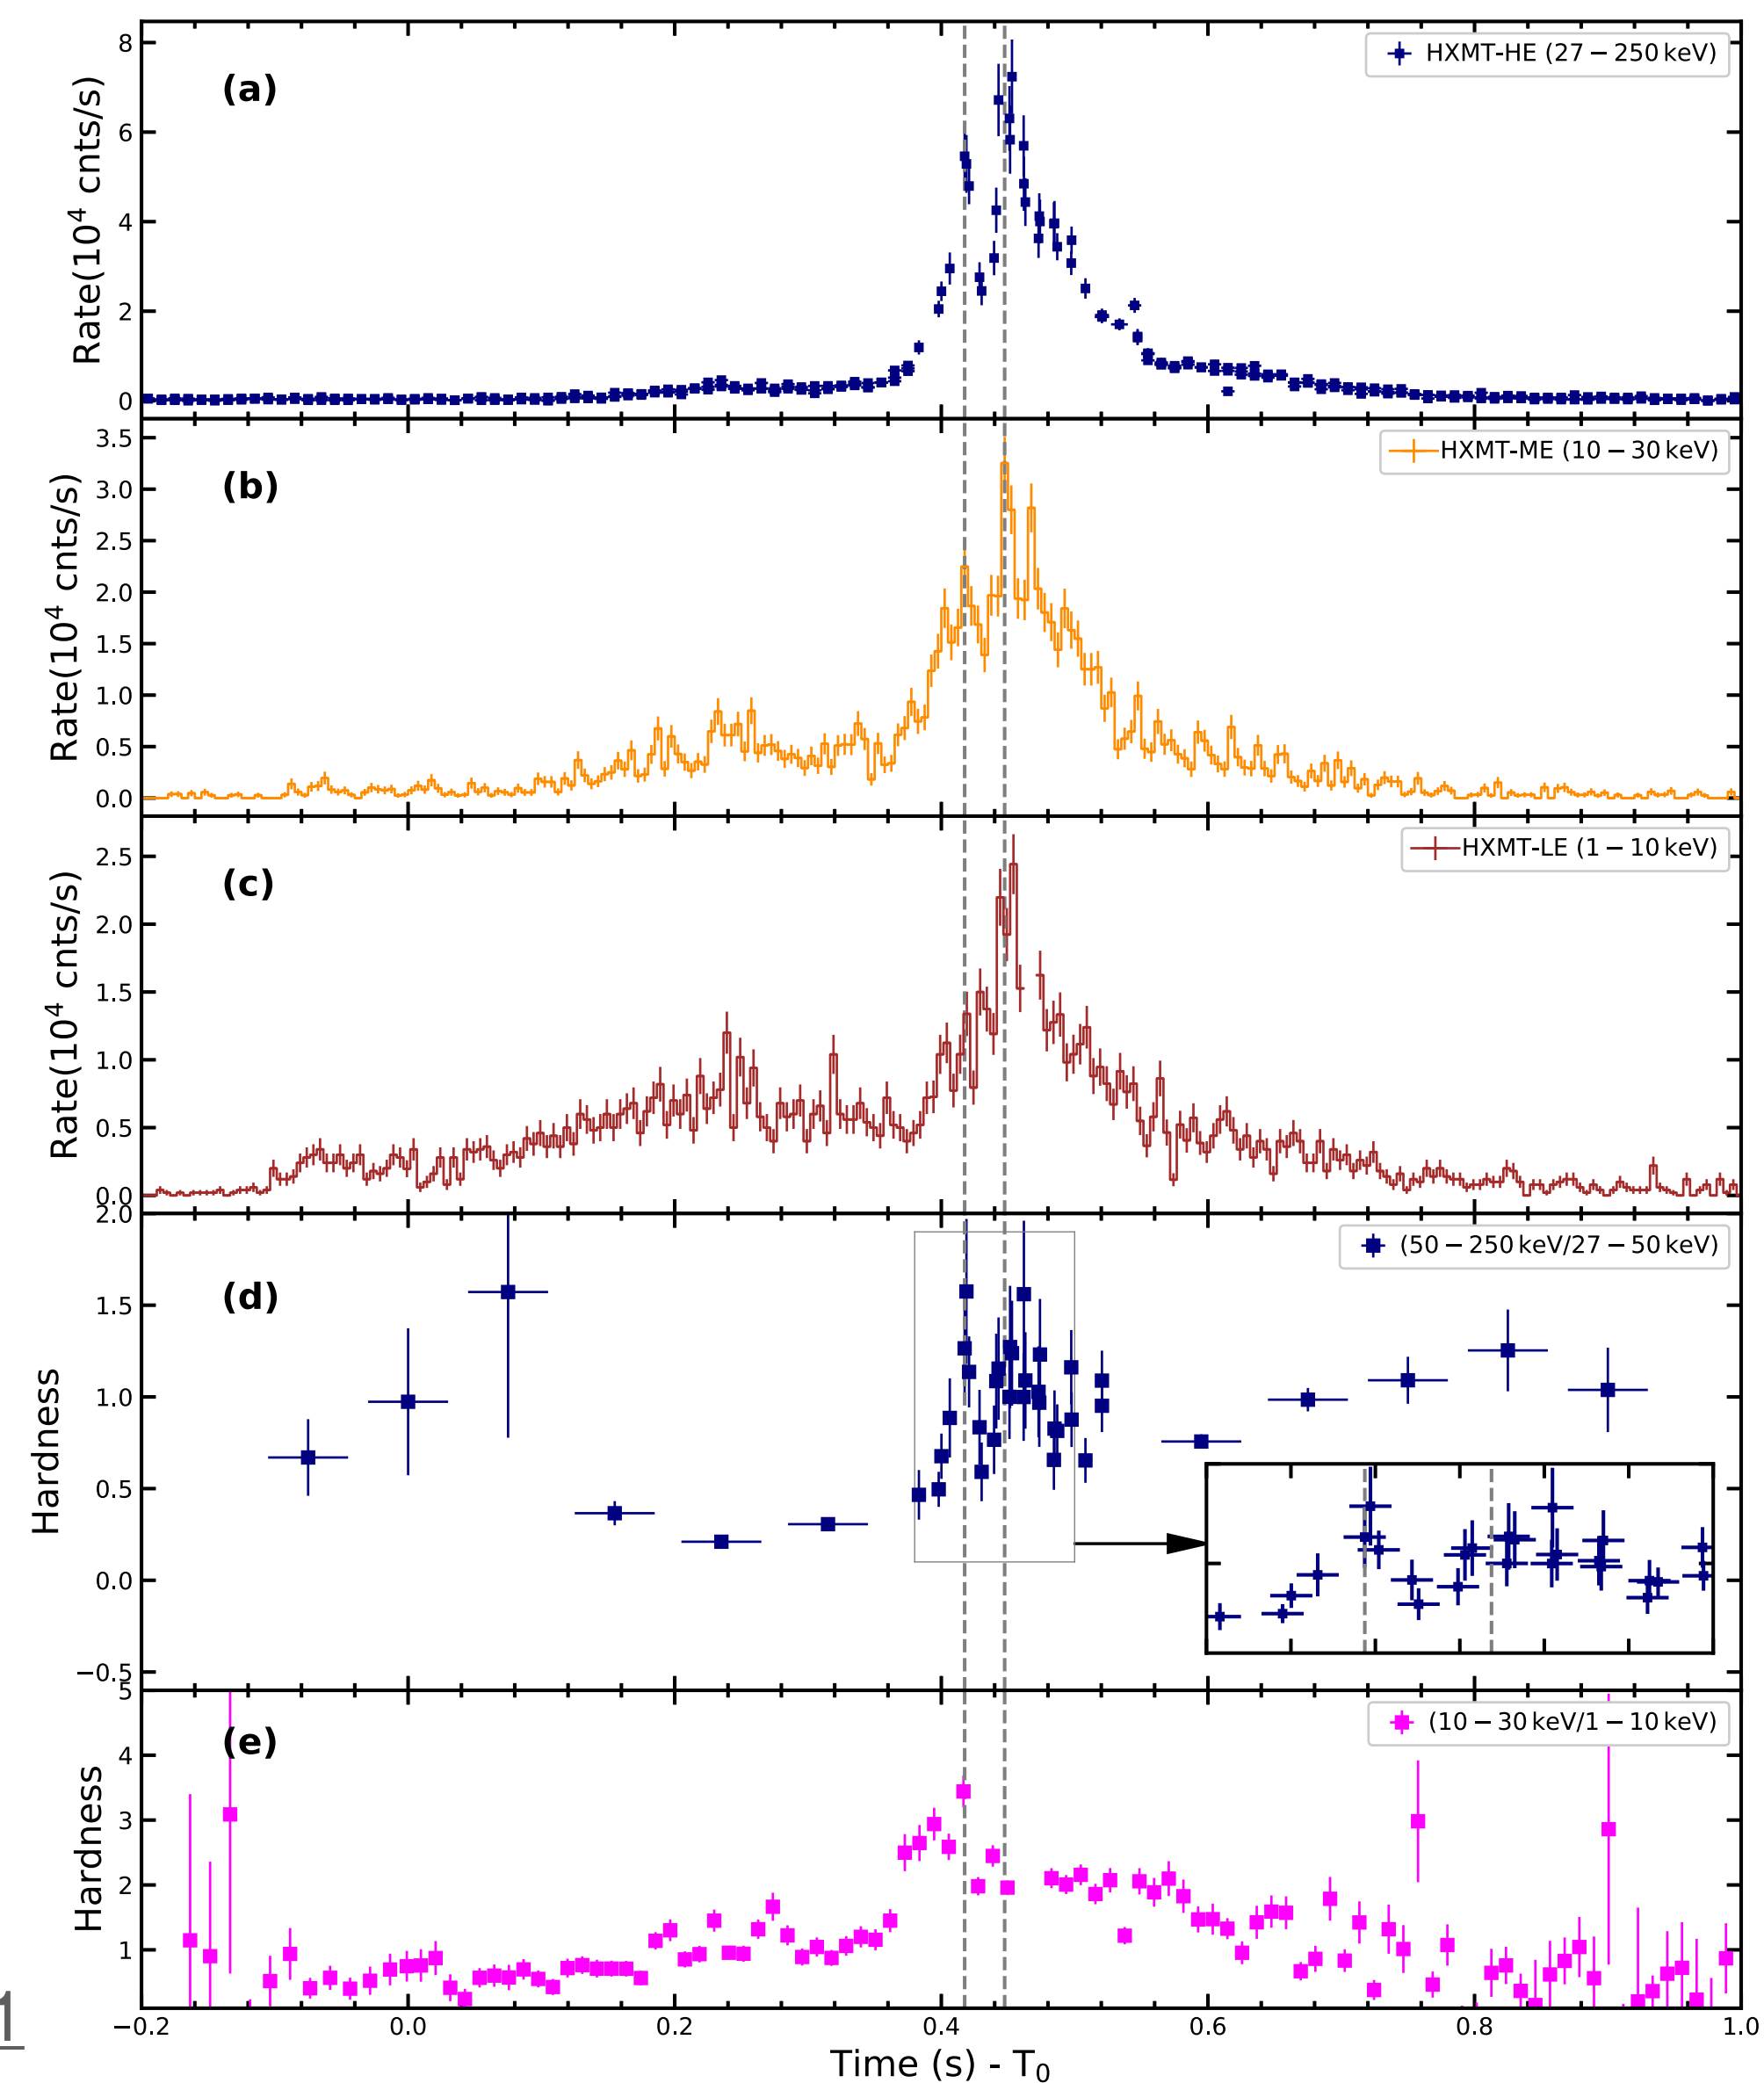 8
6
4
2
0
Rate(10⁴ cnts/s)
(a)
HXMT-HE (27 − 250 keV)
3.5
3.0
2.5
2.0
1.5
1.0
0.5
0.0
Rate(10⁴ cnts/s)
(b)
HXMT-ME (10 − 30 keV)
2.5
2.0
1.5
1.0
0.5
0.0
Rate(10⁴ cnts/s)
(c)
HXMT-LE (1 − 10 keV)
2.0
1.5
1.0
0.5
0.0
−0.5
Hardness
(d)
(50 − 250 keV/27 − 50 keV)
5
4
3
2
1
Hardness
(e)
(10 − 30 keV/1 − 10 keV)
1
−0.2 0.0 0.2 0.4 0.6 0.8 1.0
Time (s) - T₀